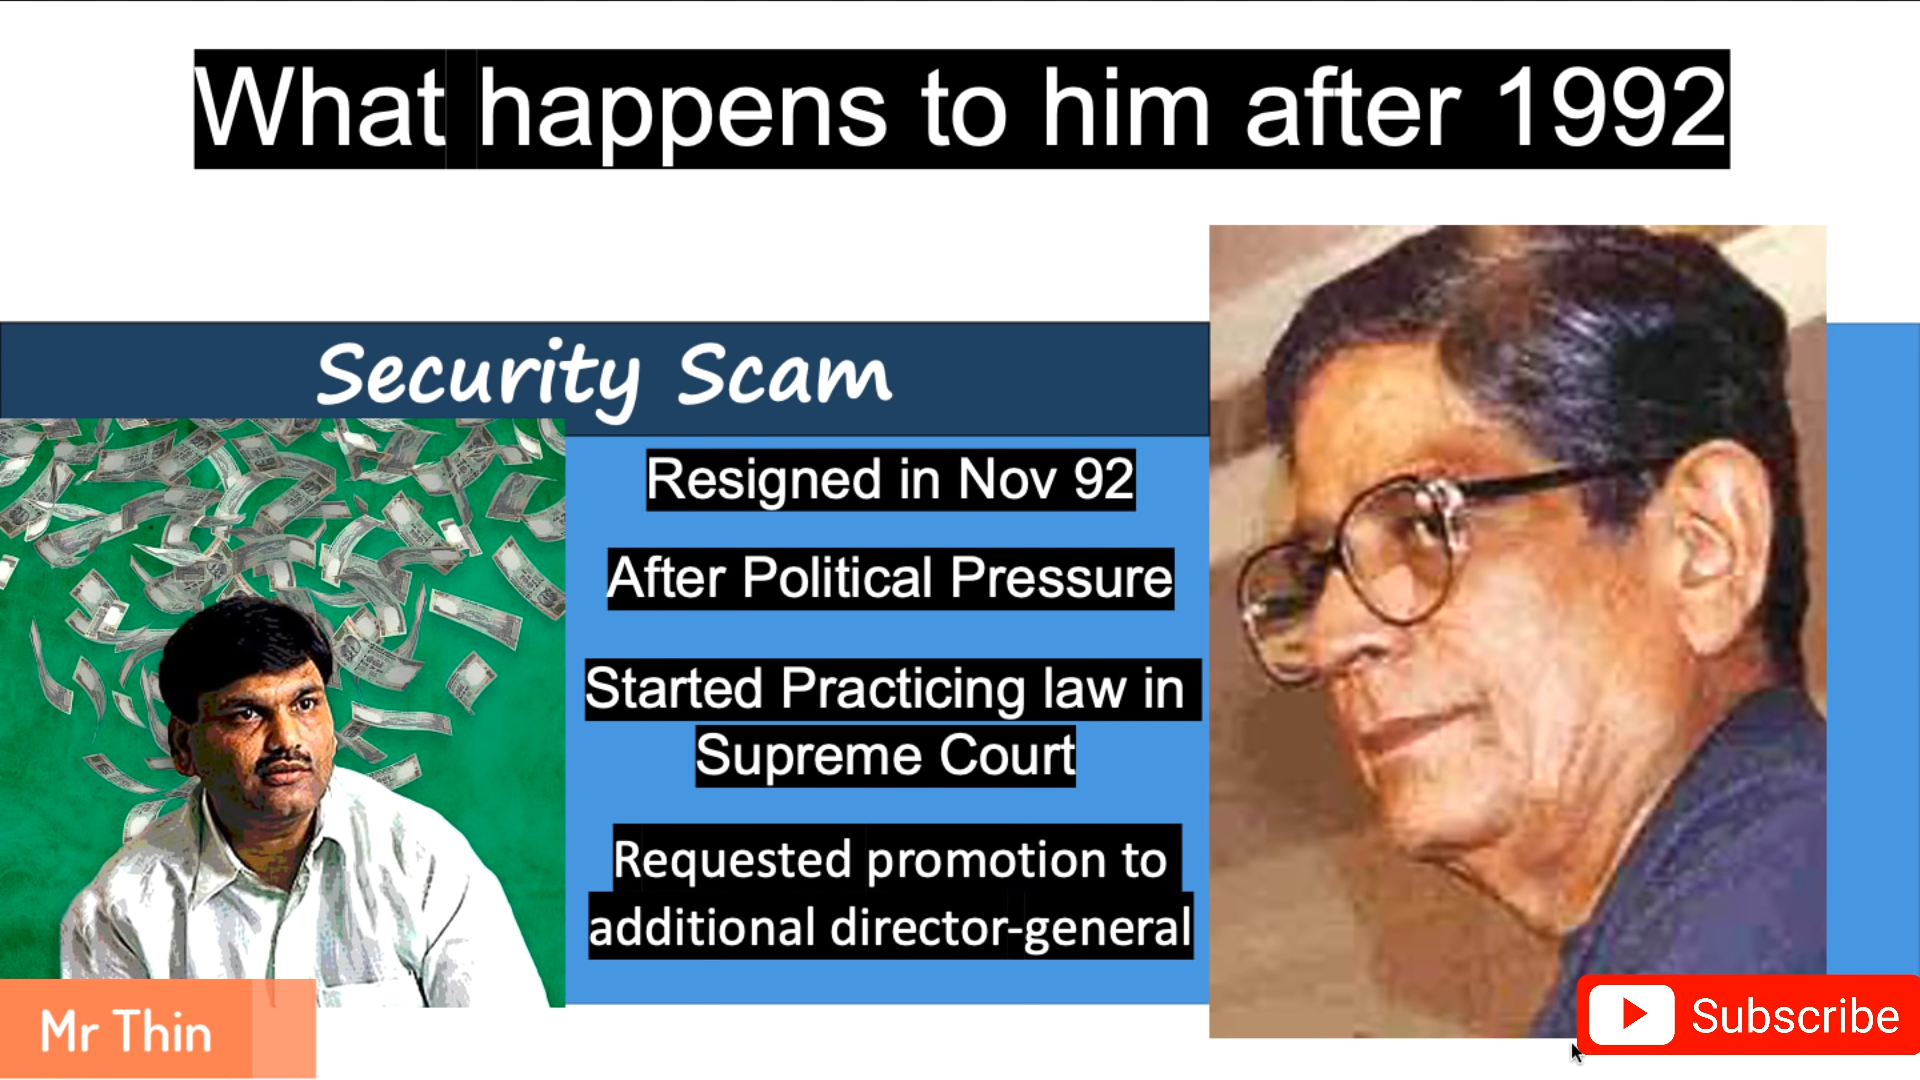 What happens to him after 1992
Security Scam
Resigned in Nov 92
After Political Pressure
Started Practicing law in
Supreme Court
Requested promotion to
additional director-general
Mr Thin
Subscribe